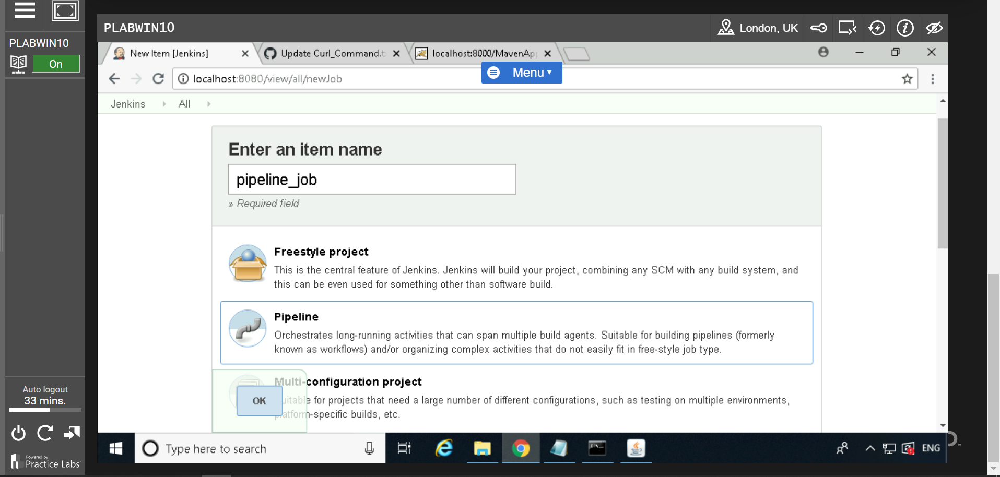 PLABWIN10
On
Auto logout
33 mins.
Powered by
Practice Labs
PLABWIN10
London, UK
New Item [Jenkins]
Update Curl_Command.t
localhost:8000/MavenApp
Menu
localhost:8080/view/all/newJob
Jenkins
All
Enter an item name
pipeline_job
» Required field
Freestyle project
This is the central feature of Jenkins. Jenkins will build your project, combining any SCM with any build system, and
this can be even used for something other than software build.
Pipeline
Orchestrates long-running activities that can span multiple build agents. Suitable for building pipelines (formerly
known as workflows) and/or organizing complex activities that do not easily fit in free-style job type.
Multi-configuration project
OK
uitable for projects that need a large number of different configurations, such as testing on multiple environments,
platform-specific builds, etc.
Type here to search
ENG